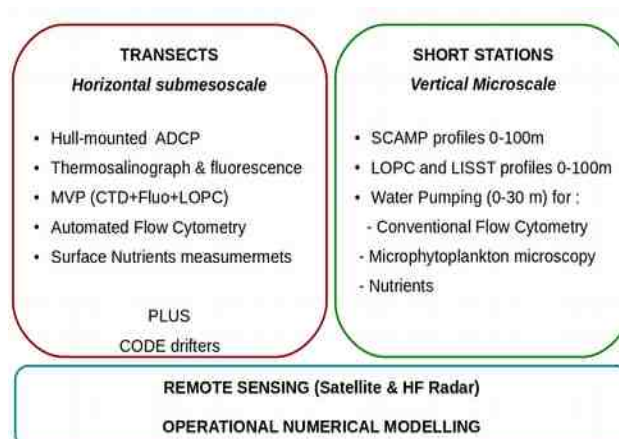 TRANSECTS
Horizontal submesoscale
• Hull-mounted ADCP
• Thermosalinograph & fluorescence
• MVP (CTD+Fluo+LOPC)
• Automated Flow Cytometry
• Surface Nutrients measumermets
PLUS
CODE drifters
SHORT STATIONS
Vertical Microscale
• SCAMP profiles 0-100m
• LOPC and LISST profiles 0-100m
• Water Pumping (0-30 m) for :
- Conventional Flow Cytometry
- Microphytoplankton microscopy
- Nutrients
REMOTE SENSING (Satellite & HF Radar)
OPERATIONAL NUMERICAL MODELLING